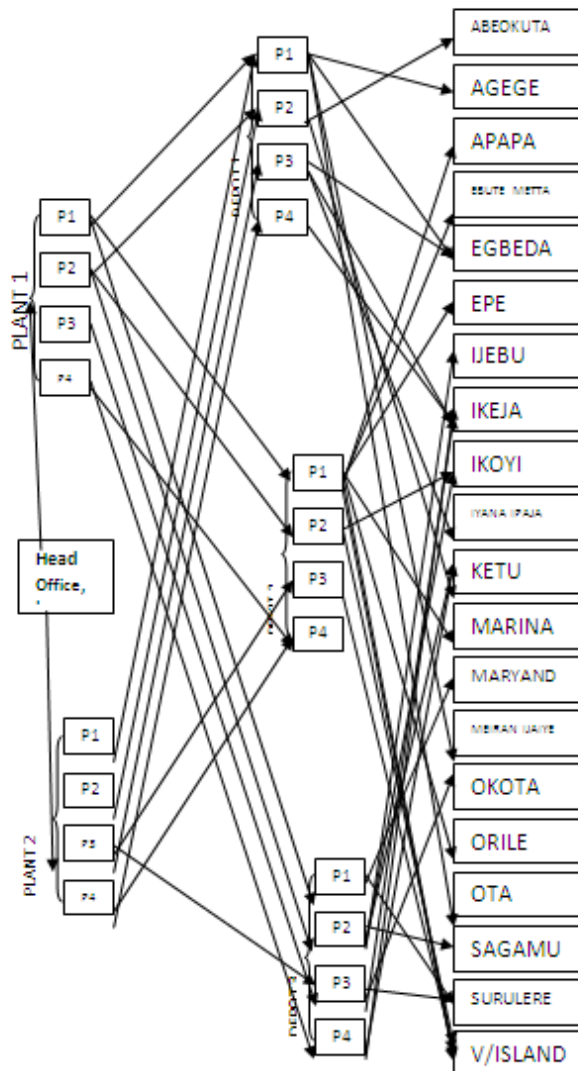 ABEOKUTA
AGEGE
APAPA
EBUTE METTA
EGBEDA
EPE
IJEBU
IKEJA
IKOYI
IYANA IPAJA
KETU
MARINA
MARYAND
MEIRAN IJAIYE
OKOTA
ORILE
OTA
SAGAMU
SURULERE
V/ISLAND
P1
P2
P3
P4
PLANT 1
P1
P2
P3
P4
P1
P2
P3
P4
Head
Office,
PLANT 2
P1
P2
P3
P4
P1
P2
P3
P4